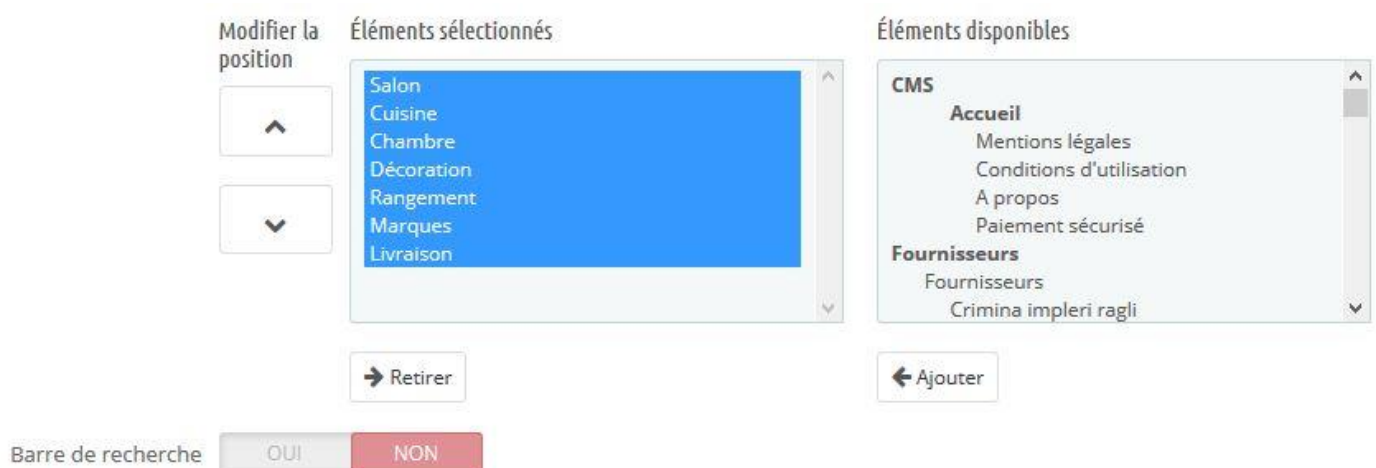 Modifier la position
Éléments sélectionnés
Éléments disponibles
Salon
Cuisine
Chambre
Décoration
Rangement
Marques
Livraison
CMS
Accueil
Mentions légales
Conditions d'utilisation
A propos
Paiement sécurisé
Fournisseurs
Fournisseurs
Crimina impleri ragli
Retirer
Ajouter
Barre de recherche
OUI
NON